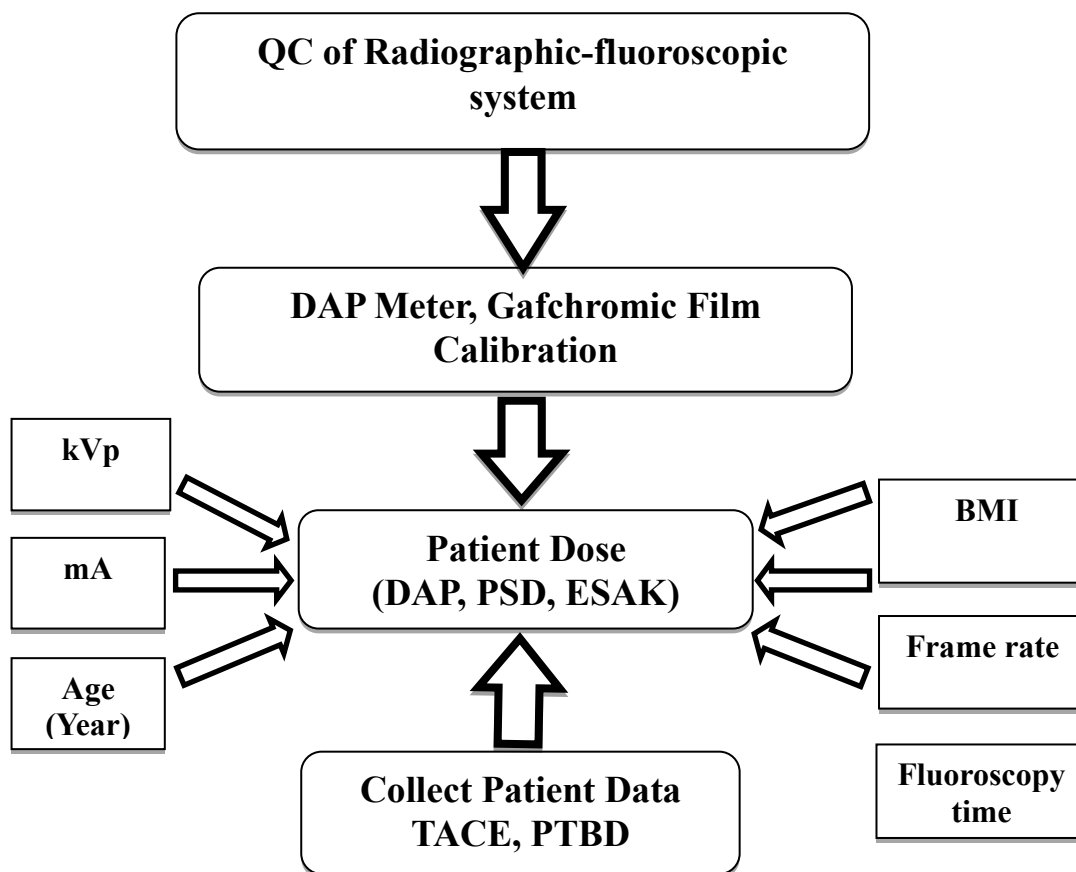 QC of Radiographic-fluoroscopic
system
DAP Meter, Gafchromic Film
Calibration
kVp
mA
Age
(Year)
Patient Dose
(DAP, PSD, ESAK)
BMI
Frame rate
Fluoroscopy
time
Collect Patient Data
TACE, PTBD